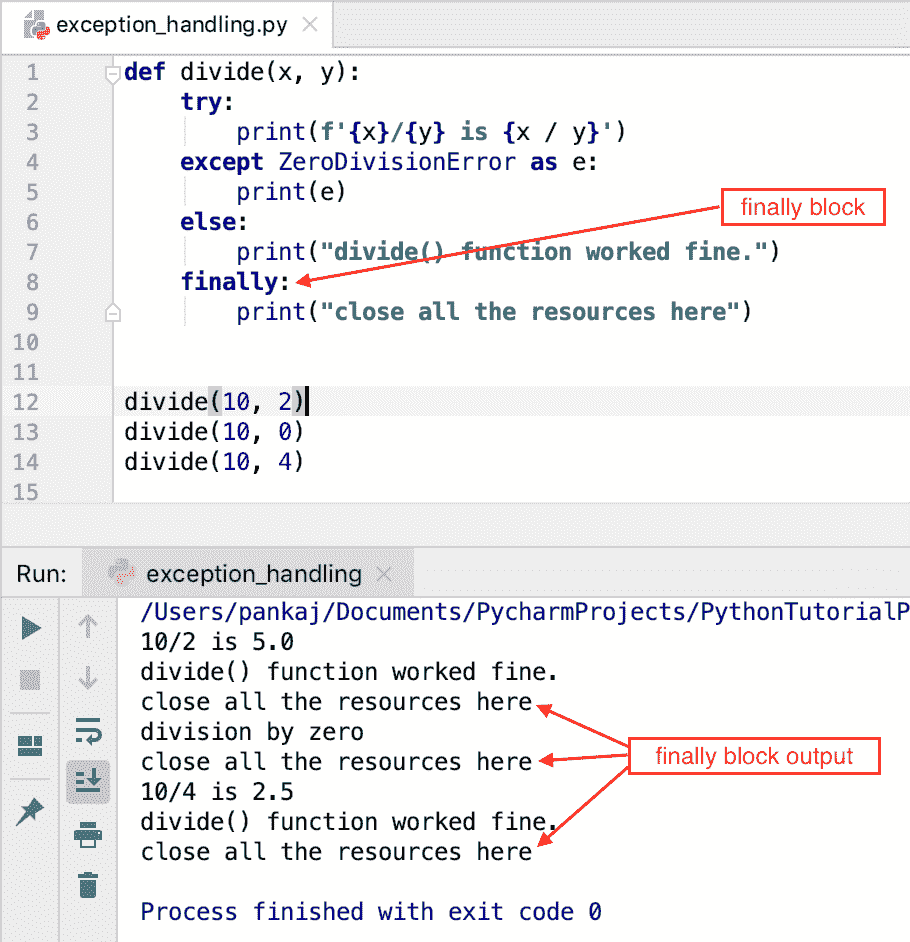 exception_handling.py
1 def divide(x, y):
2     try:
3         print(f'{x}/{y} is {x / y}')
4     except ZeroDivisionError as e:
5         print(e)
6     else:
finally block
7         print("divide() function worked fine.")
8     finally:
9         print("close all the resources here")
10
11
12 divide(10, 2)
13 divide(10, 0)
14 divide(10, 4)
15
Run: exception_handling
/Users/pankaj/Documents/PycharmProjects/PythonTutorialP
10/2 is 5.0
divide() function worked fine.
close all the resources here
division by zero
finally block output
close all the resources here
10/4 is 2.5
divide() function worked fine.
close all the resources here
Process finished with exit code 0